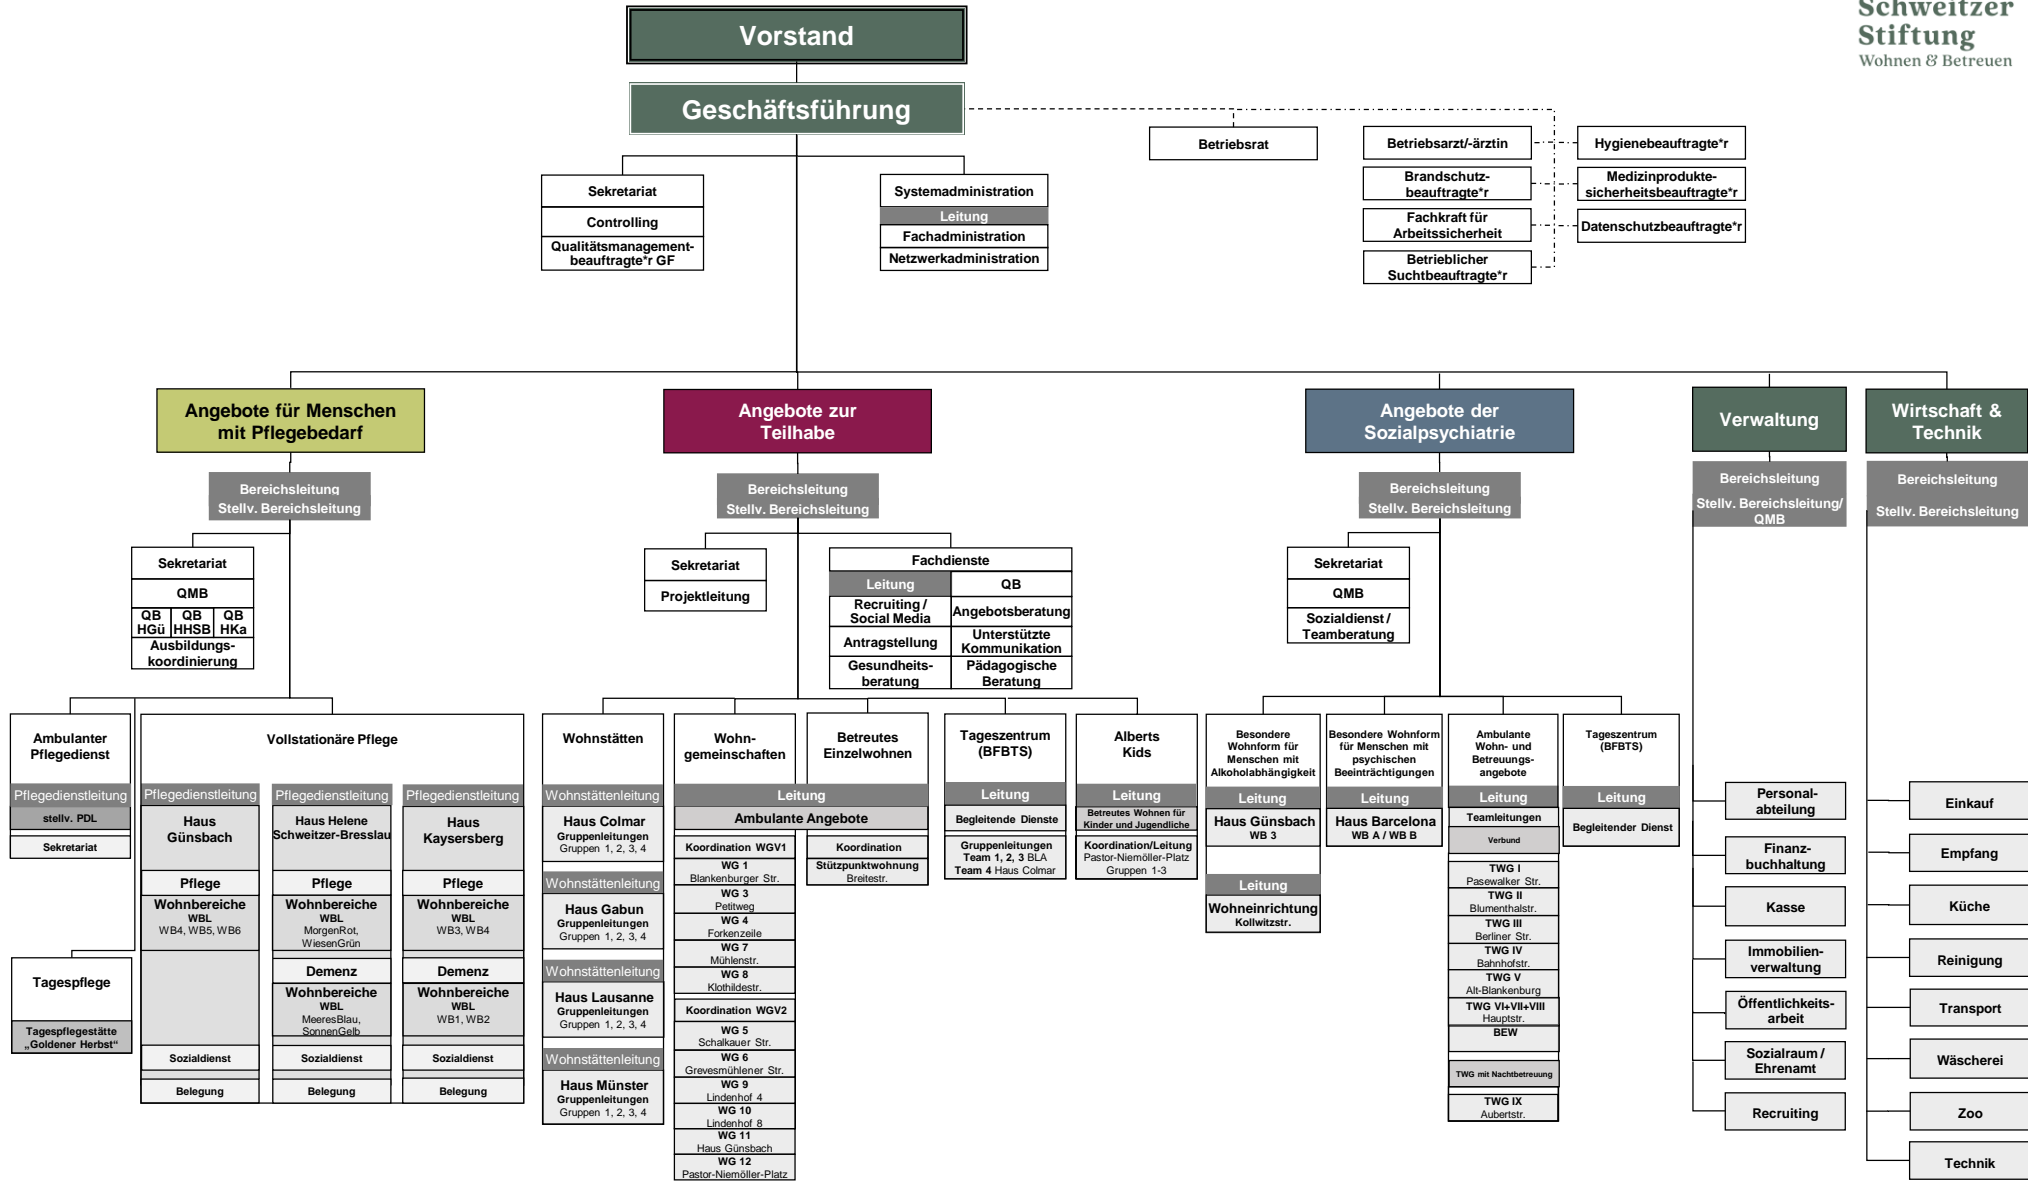 Schweitzer
Stiftung
Wohnen & Betreuen
Vorstand
Geschäftsführung
Betriebsrat
Betriebsarzt/-ärztin
Hygienebeauftragte*r
Brandschutz-
beauftragte*r
Medizinprodukte-
sicherheitsbeauftragte*r
Fachkraft für
Arbeitssicherheit
Datenschutzbeauftragte*r
Betrieblicher
Suchtbeauftragte*r
Sekretariat
Controlling
Qualitätsmanagement-
beauftragte*r GF
Systemadministration
Leitung
Fachadministration
Netzwerkadministration
Angebote für Menschen
mit Pflegebedarf
Bereichsleitung
Stellv. Bereichsleitung
Sekretariat
QMB
QB
HGü
QB
HHSB
QB
HKa
Ausbildungs-
koordinierung
Ambulanter
Pflegedienst
Pflegedienstleitung
stellv. PDL
Sekretariat
Tagespflege
Tagespflegestätte
„Goldener Herbst“
Vollstationäre Pflege
Pflegedienstleitung
Haus
Günsbach
Pflege
Wohnbereiche
WBL
WB4, WB5, WB6
Sozialdienst
Belegung
Pflegedienstleitung
Haus Helene
Schweitzer-Bresslau
Pflege
Wohnbereiche
WBL
MorgenRot,
WiesenGrün
Demenz
Wohnbereiche
WBL
MeeresBlau,
SonnenGelb
Sozialdienst
Belegung
Pflegedienstleitung
Haus
Kaysersberg
Pflege
Wohnbereiche
WBL
WB3, WB4
Demenz
Wohnbereiche
WBL
WB1, WB2
Sozialdienst
Belegung
Angebote zur
Teilhabe
Bereichsleitung
Stellv. Bereichsleitung
Sekretariat
Projektleitung
Fachdienste
Leitung
QB
Recruiting /
Social Media
Angebotsberatung
Antragstellung
Unterstützte
Kommunikation
Gesundheits-
beratung
Pädagogische
Beratung
Wohnstätten
Wohnstättenleitung
Haus Colmar
Gruppenleitungen
Gruppen 1, 2, 3, 4
Wohnstättenleitung
Haus Gabun
Gruppenleitungen
Gruppen 1, 2, 3, 4
Wohnstättenleitung
Haus Lausanne
Gruppenleitungen
Gruppen 1, 2, 3, 4
Wohnstättenleitung
Haus Münster
Gruppenleitungen
Gruppen 1, 2, 3, 4
Wohn-
gemeinschaften
Betreutes
Einzelwohnen
Leitung
Ambulante Angebote
Koordination WGV1
WG 1
Blankenburger Str.
WG 3
Petitweg
WG 4
Forkenzeile
WG 7
Mühlenstr.
WG 8
Klothildestr.
Koordination WGV2
WG 5
Schalkauer Str.
WG 6
Grevesmühlener Str.
WG 9
Lindenhof 4
WG 10
Lindenhof 8
WG 11
Haus Günsbach
WG 12
Pastor-Niemöller-Platz
Koordination
Stützpunktwohnung
Breitestr.
Tageszentrum
(BFBTS)
Leitung
Begleitende Dienste
Gruppenleitungen
Team 1, 2, 3 BLA
Team 4 Haus Colmar
Alberts
Kids
Leitung
Betreutes Wohnen für
Kinder und Jugendliche
Koordination/Leitung
Pastor-Niemöller-Platz
Gruppen 1-3
Angebote der
Sozialpsychiatrie
Bereichsleitung
Stellv. Bereichsleitung
Sekretariat
QMB
Sozialdienst /
Teamberatung
Besondere
Wohnform für
Menschen mit
Alkoholabhängigkeit
Leitung
Haus Günsbach
WB 3
Leitung
Wohneinrichtung
Kollwitzstr.
Besondere Wohnform
für Menschen mit
psychischen
Beeinträchtigungen
Leitung
Haus Barcelona
WB A / WB B
Ambulante
Wohn- und
Betreuungs-
angebote
Leitung
Teamleitungen
Verbund
TWG I
Pasewalker Str.
TWG II
Blumenthalstr.
TWG III
Berliner Str.
TWG IV
Bahnhofstr.
TWG V
Alt-Blankenburg
TWG VI+VII+VIII
Hauptstr.
BEW
TWG mit Nachtbetreuung
TWG IX
Aubertstr.
Tageszentrum
(BFBTS)
Leitung
Begleitender Dienst
Verwaltung
Bereichsleitung
Stellv. Bereichsleitung/
QMB
Personal-
abteilung
Finanz-
buchhaltung
Kasse
Immobilien-
verwaltung
Öffentlichkeits-
arbeit
Sozialraum /
Ehrenamt
Recruiting
Wirtschaft &
Technik
Bereichsleitung
Stellv. Bereichsleitung
Einkauf
Empfang
Küche
Reinigung
Transport
Wäscherei
Zoo
Technik